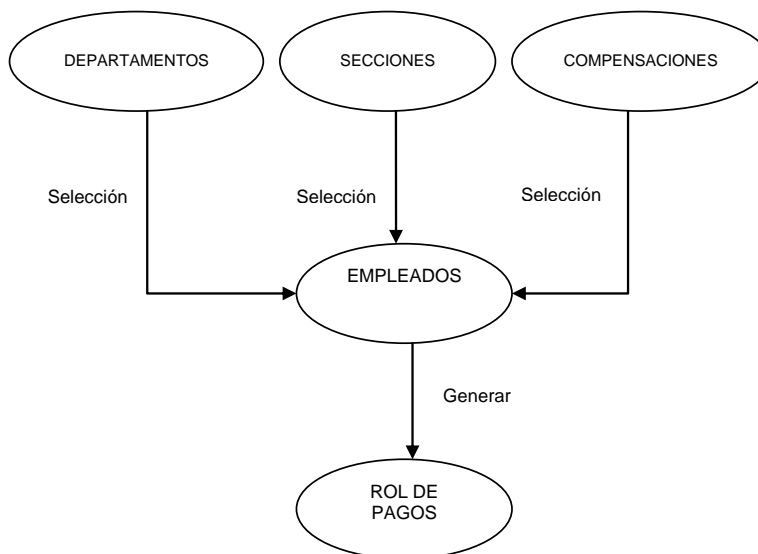 DEPARTAMENTOS
SECCIONES
COMPENSACIONES
Selección
Selección
Selección
EMPLEADOS
Generar
ROL DE
PAGOS